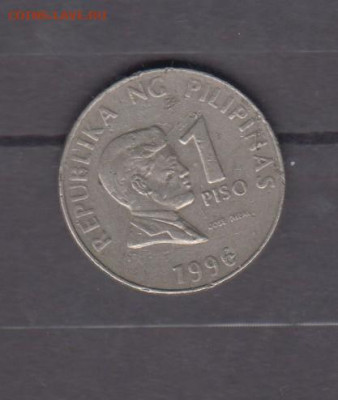 REPUBLIKA NG PILIPINAS
1
PISO
1996